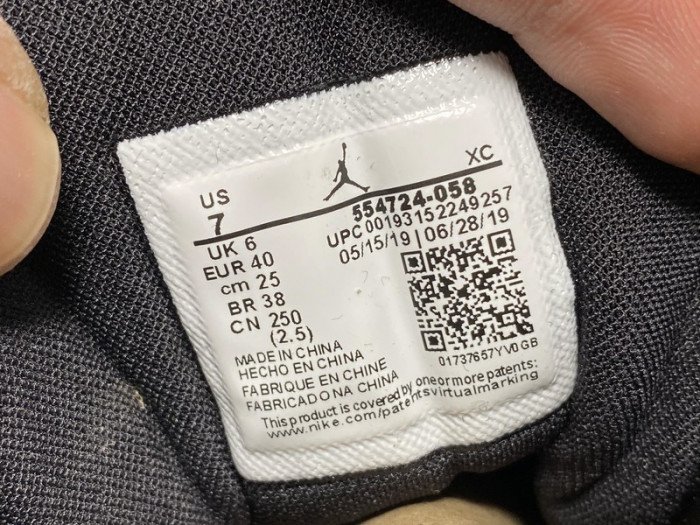 XC
US
7
554724-058
UPC 00193152249257
05/15/19 | 06/28/19
UK 6
EUR 40
cm 25
BR 38
CN 250
(2.5)
01737657YV0GB
MADE IN CHINA
HECHO EN CHINA
FABRIQUE EN CHINE
FABRICADO NA CHINA
This product is covered by one or more patents:
www.nike.com/patentsvirtualmarking